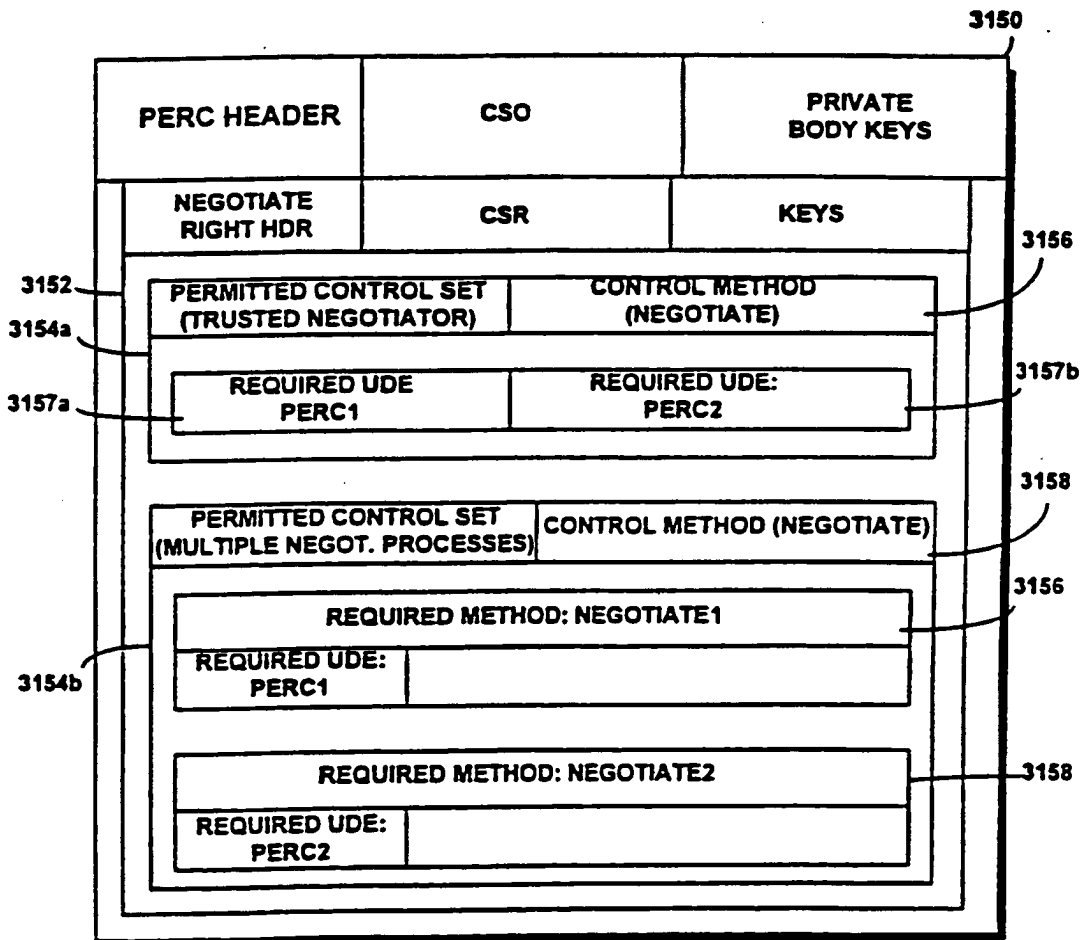 3150
PERC HEADER
CSO
PRIVATE
BODY KEYS
NEGOTIATE
RIGHT HDR
CSR
KEYS
3156
3152
PERMITTED CONTROL SET
(TRUSTED NEGOTIATOR)
CONTROL METHOD
(NEGOTIATE)
3154a
3157a
REQUIRED UDE
PERC1
REQUIRED UDE:
PERC2
3157b
3158
PERMITTED CONTROL SET
(MULTIPLE NEGOT. PROCESSES)
CONTROL METHOD (NEGOTIATE)
3156
REQUIRED METHOD: NEGOTIATE1
REQUIRED UDE:
PERC1
3154b
REQUIRED METHOD: NEGOTIATE2
3158
REQUIRED UDE:
PERC2